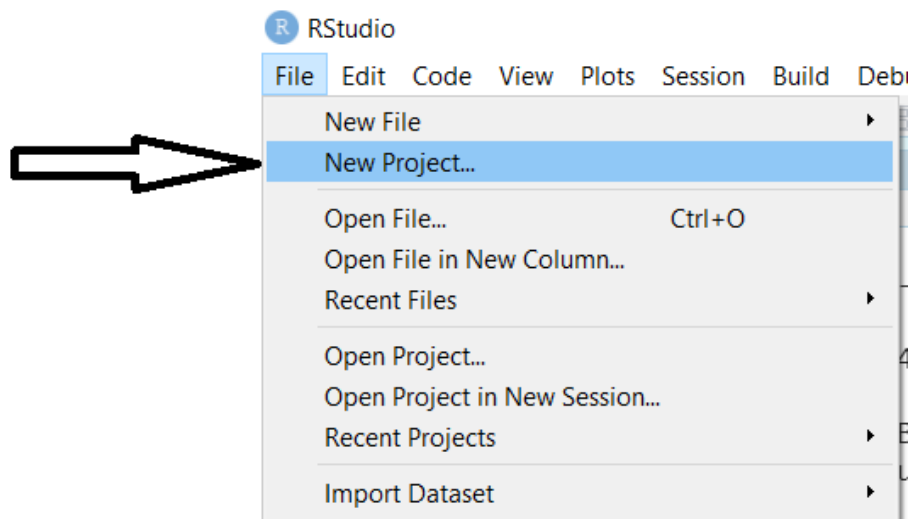 R RStudio
File Edit Code View Plots Session Build Debu
New File
New Project...
Open File... Ctrl+O
Open File in New Column...
Recent Files
Open Project...
Open Project in New Session...
Recent Projects
Import Dataset